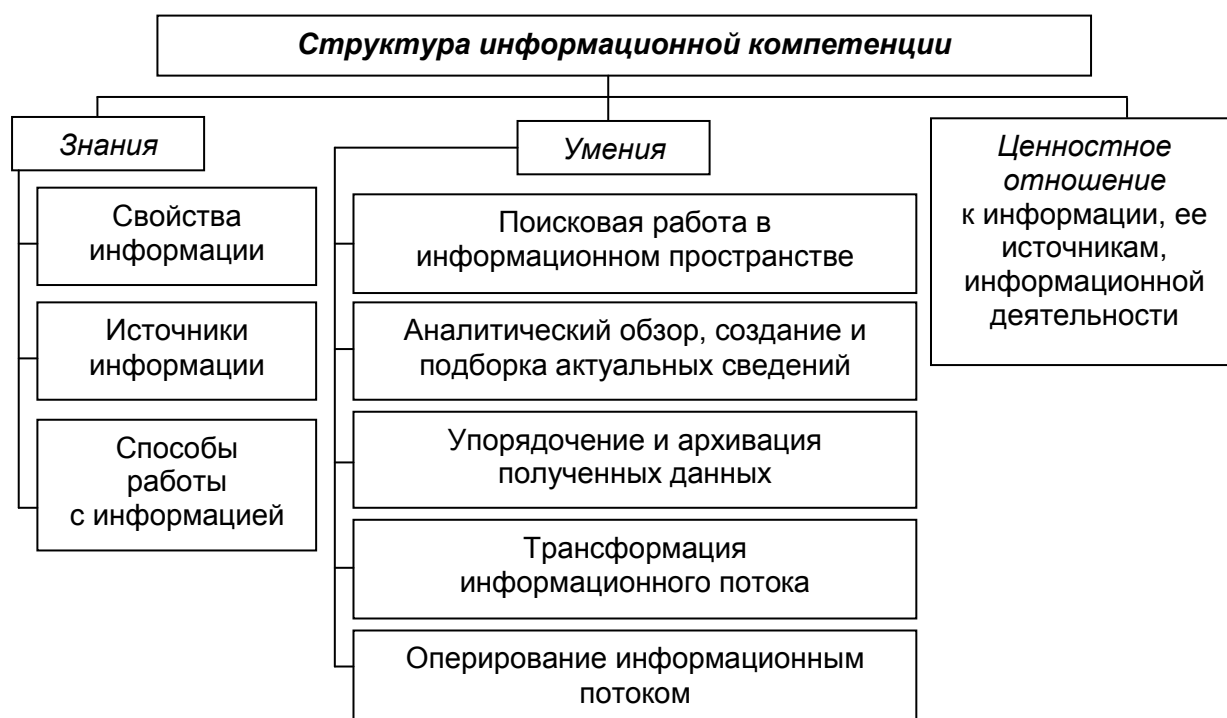 Структура информационной компетенции
Знания
Свойства
информации
Источники
информации
Способы
работы
с информацией
Умения
Поисковая работа в
информационном пространстве
Аналитический обзор, создание и
подборка актуальных сведений
Упорядочение и архивация
полученных данных
Трансформация
информационного потока
Оперирование информационным
потоком
Ценностное
отношение
к информации, ее
источникам,
информационной
деятельности